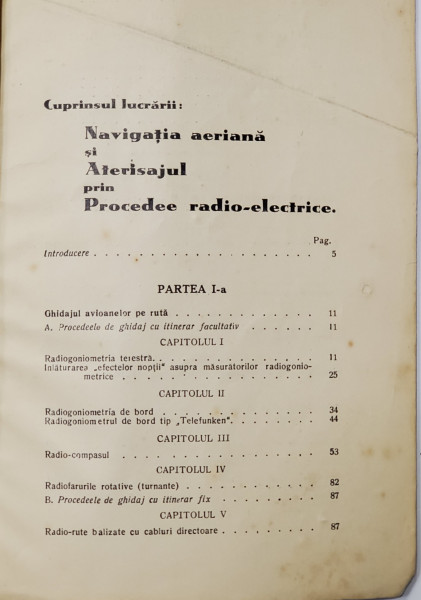 Cuprinsul lucrării:
Navigația aeriană
și
Aterisajul
prin
Procedee radio-electrice.
Pag.
Introducere . . . . . . . . . . . . . . . . . . 5
PARTEA I-a
Ghidajul avioanelor pe rută . . . . . . . . . . 11
A. Procedeele de ghidaj cu itinerar facultativ . . . . . . 11
CAPITOLUL I
Radiogoniometria terestră. . . . . . . . . . . . 11
Inlăturarea „efectelor nopții” asupra măsurătorilor radiogonio-
metrice . . . . . . . . . . . . . . . 25
CAPITOLUL II
Radiogoniometria de bord . . . . . . . . . . . 34
Radiogoniometrul de bord tip „Telefunken”. . . . . . . 44
CAPITOLUL III
Radio-compasul . . . . . . . . . . . . . . 53
CAPITOLUL IV
Radiofarurile rotative (turnante) . . . . . . . . . 82
B. Procedeele de ghidaj cu itinerar fix . . . . . . . . 87
CAPITOLUL V
Radio-rute balizate cu cabluri directoare . . . . . . . . 87